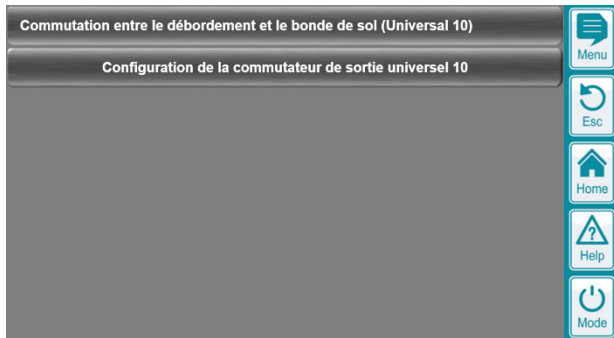 Commutation entre le débordement et le bonde de sol (Universal 10)
Configuration de la commutateur de sortie universel 10
Menu
Esc
Home
Help
Mode